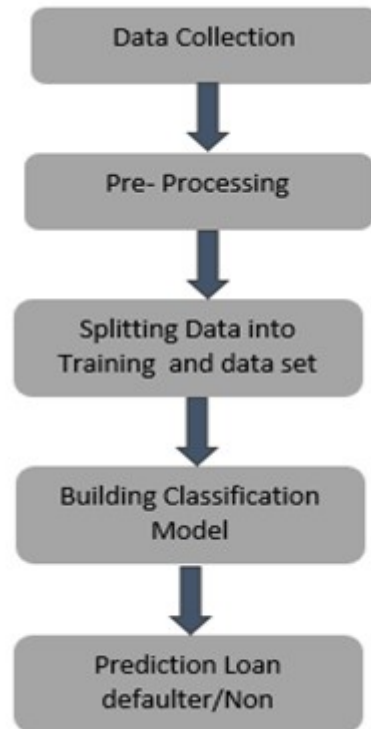 Data Collection
Pre- Processing
Splitting Data into
Training and data set
Building Classification
Model
Prediction Loan
defaulter/Non